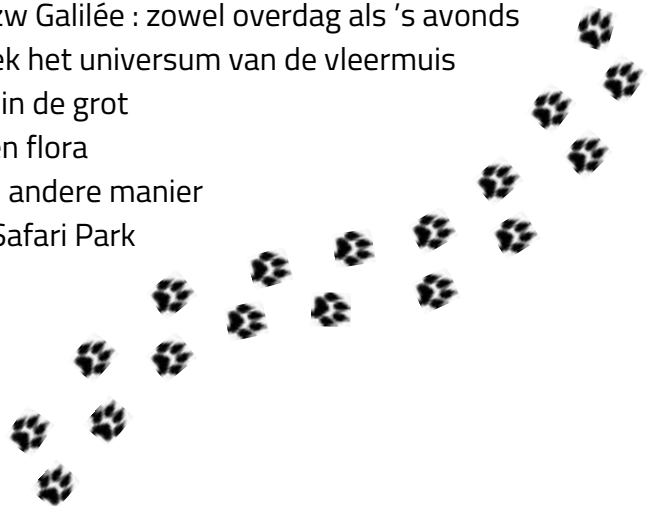 zw Galilée : zowel overdag als ’s avonds
ek het universum van de vleermuis
in de grot
en flora
andere manier
Safari Park